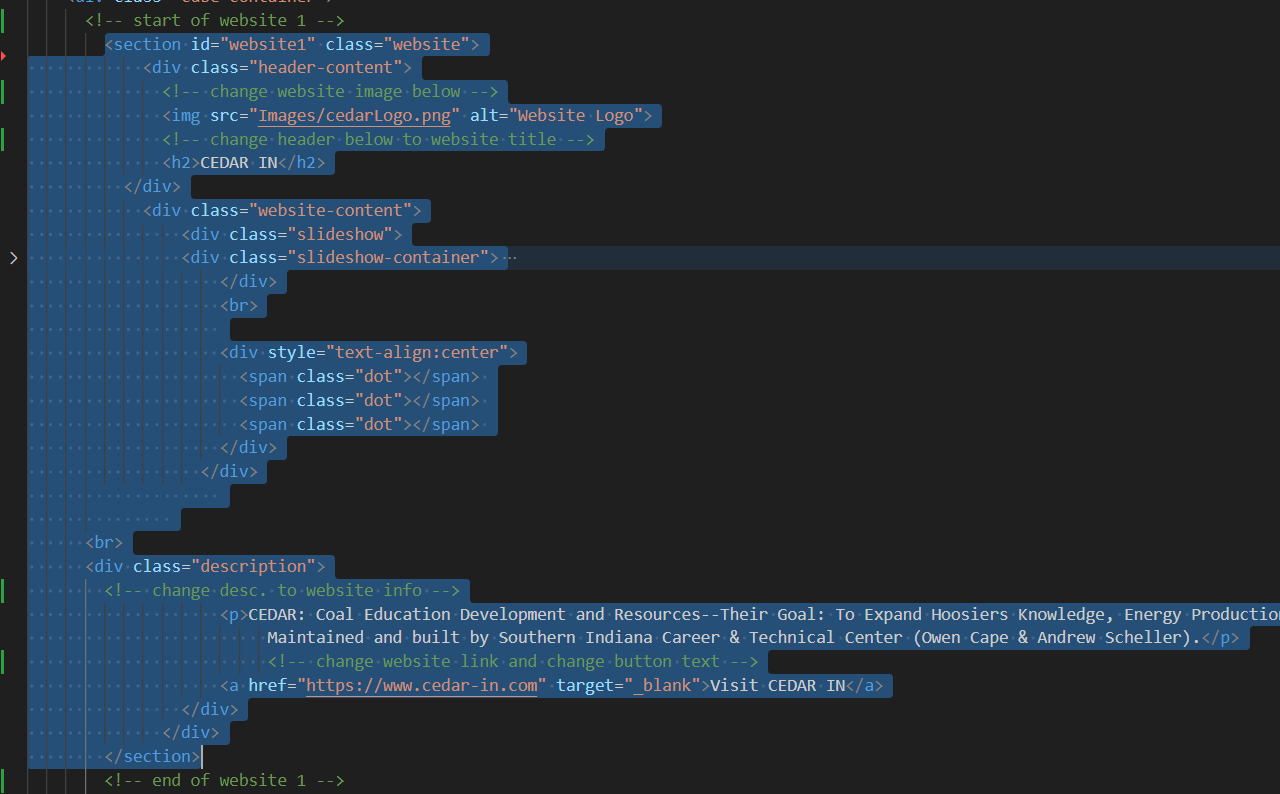 <!-- start of website 1 -->
<section id="website1" class="website">
<div class="header-content">
<!-- change website image below -->
<img src="Images/cedarLogo.png" alt="Website Logo">
<!-- change header below to website title -->
<h2>CEDAR IN</h2>
</div>
<div class="website-content">
<div class="slideshow">
<div class="slideshow-container">
</div>
<br>
<div style="text-align:center">
<span class="dot"></span>
<span class="dot"></span>
<span class="dot"></span>
</div>
</div>
<br>
<div class="description">
<!-- change desc. to website info -->
<p>CEDAR: Coal Education Development and Resources--Their Goal: To Expand Hoosiers Knowledge, Energy Production
Maintained and built by Southern Indiana Career & Technical Center (Owen Cape & Andrew Scheller).</p>
<!-- change website link and change button text -->
<a href="https://www.cedar-in.com" target="_blank">Visit CEDAR IN</a>
</div>
</div>
</section>
<!-- end of website 1 -->